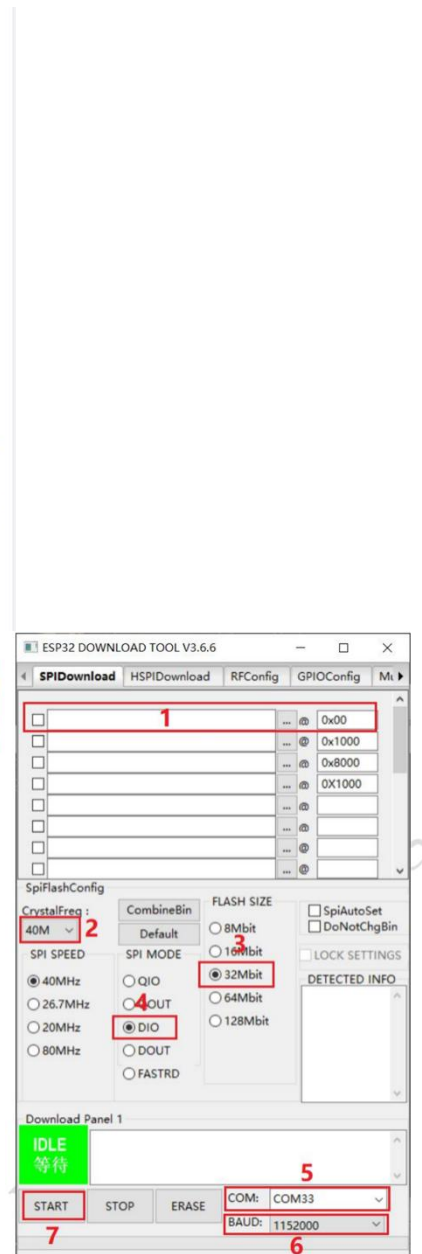 ESP32 DOWNLOAD TOOL V3.6.6
SPIDownload HSPIDownload RFConfig GPIOConfig
1 ... @ 0x00
... @ 0x1000
... @ 0x8000
... @ 0X1000
... @
... @
... @
... @
SpiFlashConfig
CrystalFreq :
40M 2
CombineBin
Default
SPI SPEED
40MHz
26.7MHz
20MHz
80MHz
SPI MODE
QIO
4
DIO
DOUT
FASTRD
FLASH SIZE
8Mbit
3
16Mbit
32Mbit
64Mbit
128Mbit
SpiAutoSet
DoNotChgBin
LOCK SETTINGS
DETECTED INFO
Download Panel 1
IDLE
等待
5
START STOP ERASE
COM: COM33
BAUD: 1152000
7
6